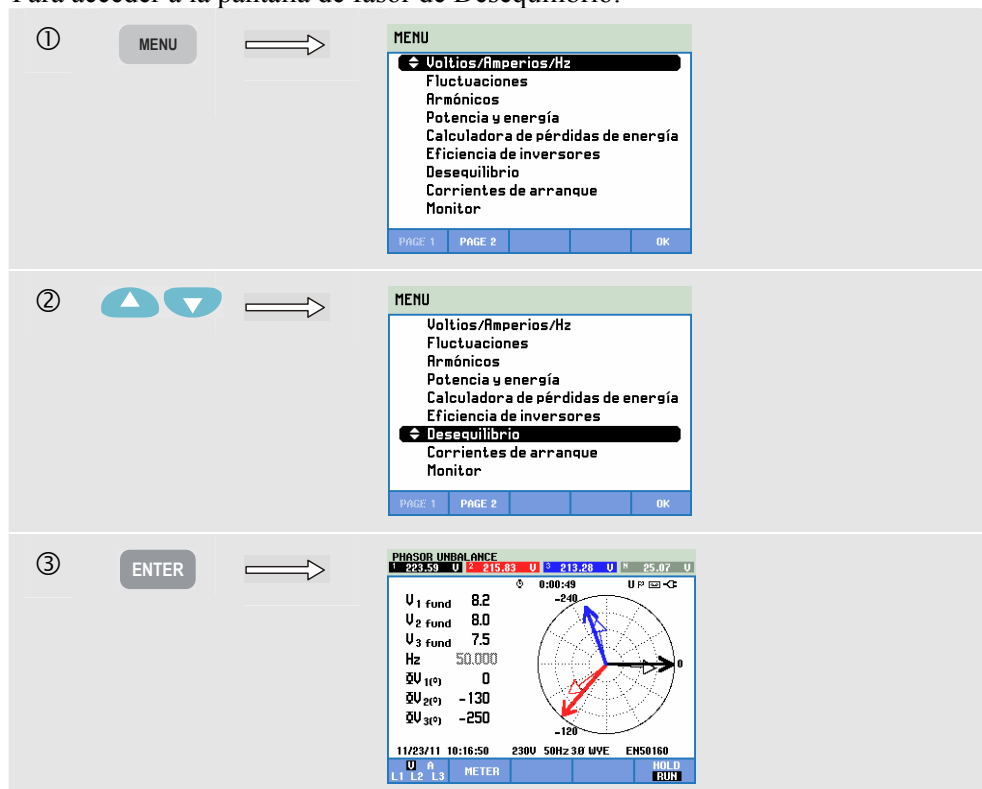 Para acceder a la pantalla de fasor de Desequilibrio:
① MENU
MENU
Voltios/Amperios/Hz
Fluctuaciones
Armónicos
Potencia y energía
Calculadora de pérdidas de energía
Eficiencia de inversores
Desequilibrio
Corrientes de arranque
Monitor
PAGE 1 PAGE 2 OK
②
MENU
Voltios/Amperios/Hz
Fluctuaciones
Armónicos
Potencia y energía
Calculadora de pérdidas de energía
Eficiencia de inversores
Desequilibrio
Corrientes de arranque
Monitor
PAGE 1 PAGE 2 OK
③ ENTER
PHASOR UNBALANCE
1 223.59 V 2 215.83 V 3 213.28 V N 25.07 V
0:00:49 U
V1 fund 8.2
V2 fund 8.0
V3 fund 7.5
Hz 50.000
ΦV1(°) 0
ΦV2(°) -130
ΦV3(°) -250
-240
0
-120
11/23/11 10:16:50 230V 50Hz 3Ø WYE EN50160
V A
L1 L2 L3 METER HOLD
RUN